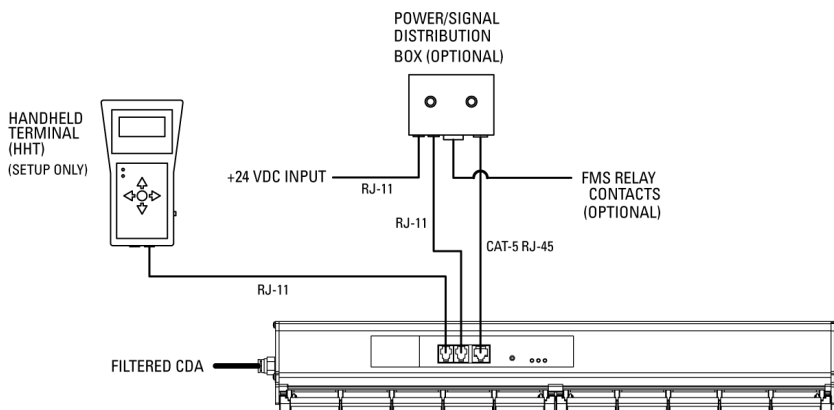 POWER/SIGNAL
DISTRIBUTION
BOX (OPTIONAL)
HANDHELD
TERMINAL
(HHT)
(SETUP ONLY)
+24 VDC INPUT
RJ-11
FMS RELAY
CONTACTS
(OPTIONAL)
RJ-11
CAT-5 RJ-45
RJ-11
FILTERED CDA